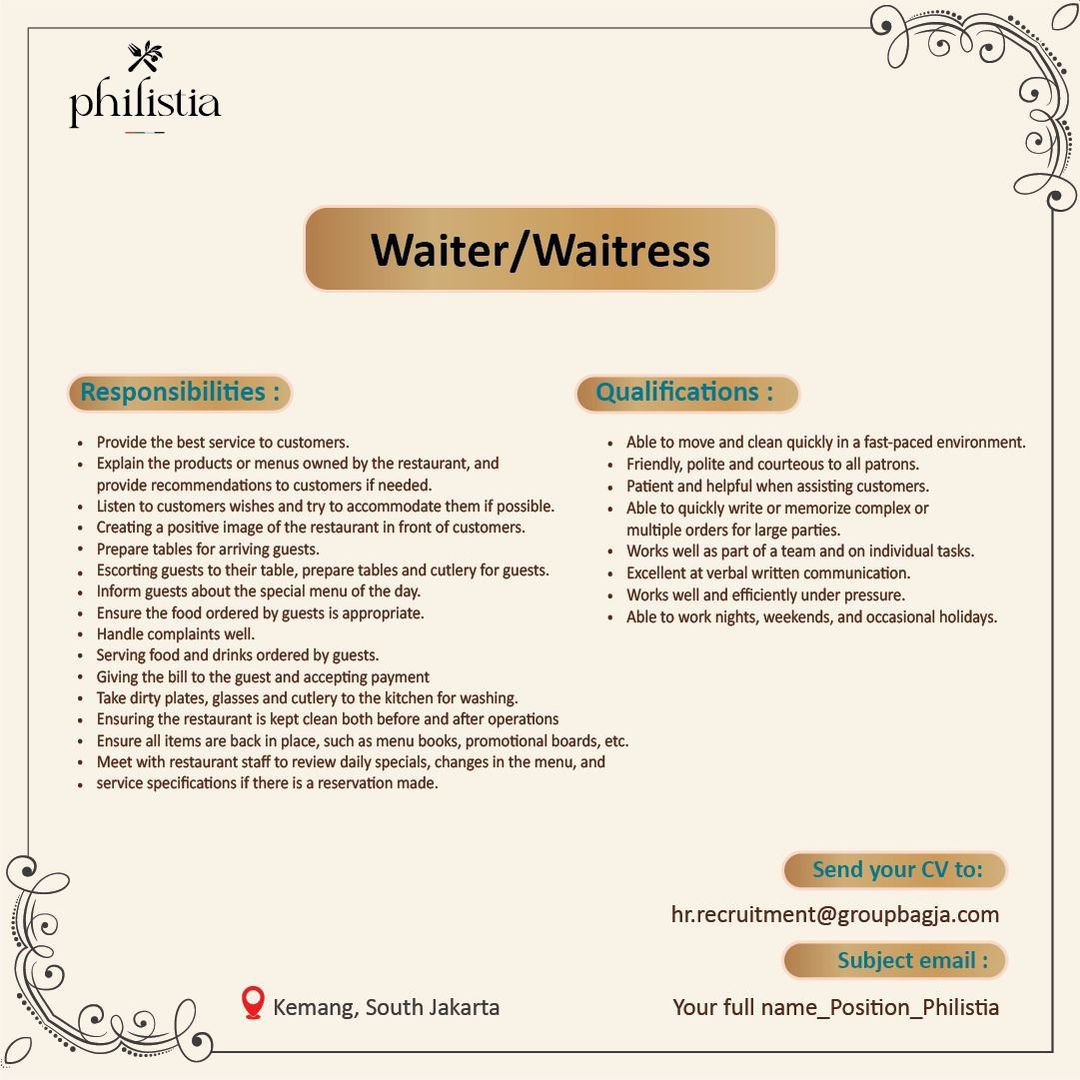 philistia
Waiter/Waitress
Responsibilities :
• Provide the best service to customers.
• Explain the products or menus owned by the restaurant, and
provide recommendations to customers if needed.
• Listen to customers wishes and try to accommodate them if possible.
• Creating a positive image of the restaurant in front of customers.
• Prepare tables for arriving guests.
• Escorting guests to their table, prepare tables and cutlery for guests.
• Inform guests about the special menu of the day.
• Ensure the food ordered by guests is appropriate.
• Handle complaints well.
• Serving food and drinks ordered by guests.
• Giving the bill to the guest and accepting payment
• Take dirty plates, glasses and cutlery to the kitchen for washing.
• Ensuring the restaurant is kept clean both before and after operations
• Ensure all items are back in place, such as menu books, promotional boards, etc.
• Meet with restaurant staff to review daily specials, changes in the menu, and
• service specifications if there is a reservation made.
Qualifications :
• Able to move and clean quickly in a fast-paced environment.
• Friendly, polite and courteous to all patrons.
• Patient and helpful when assisting customers.
• Able to quickly write or memorize complex or
multiple orders for large parties.
• Works well as part of a team and on individual tasks.
• Excellent at verbal written communication.
• Works well and efficiently under pressure.
• Able to work nights, weekends, and occasional holidays.
Send your CV to:
hr.recruitment@groupbagja.com
Subject email :
Your full name_Position_Philistia
Kemang, South Jakarta